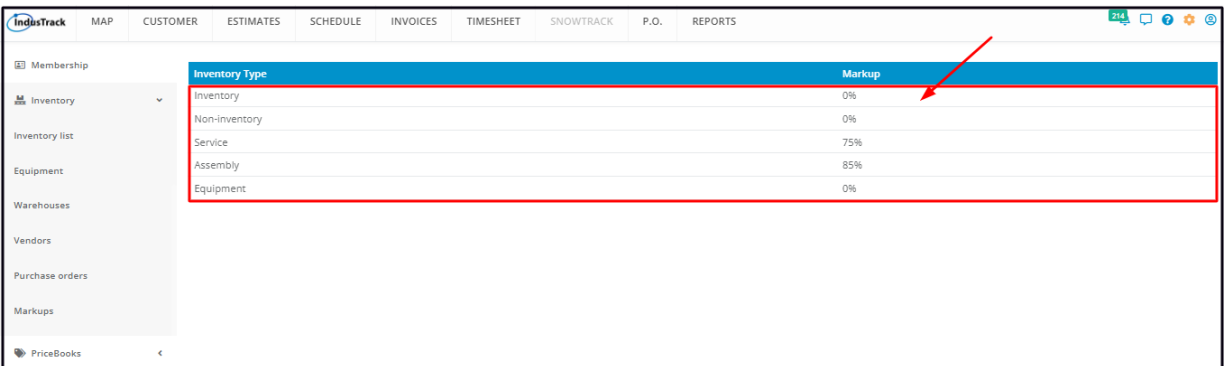 IndusTrack MAP CUSTOMER ESTIMATES SCHEDULE INVOICES TIMESHEET SNOWTRACK P.O. REPORTS 214
Membership
Inventory
Inventory list
Equipment
Warehouses
Vendors
Purchase orders
Markups
PriceBooks
Inventory Type Markup
Inventory 0%
Non-inventory 0%
Service 75%
Assembly 85%
Equipment 0%